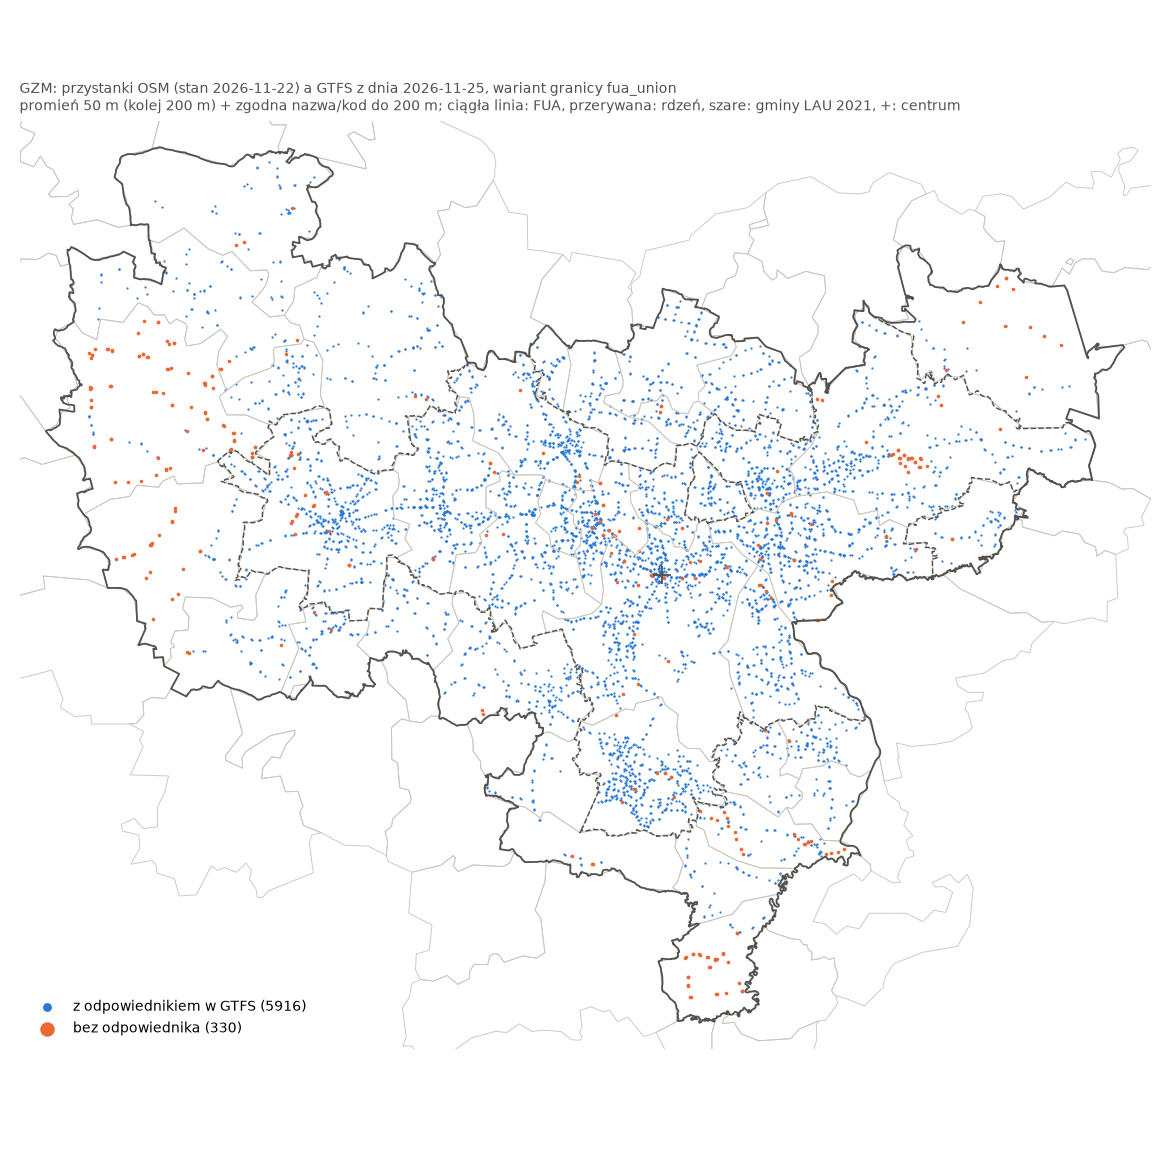 GZM: przystanki OSM (stan 2026-11-22) a GTFS z dnia 2026-11-25, wariant granicy fua_union
promień 50 m (kolej 200 m) + zgodna nazwa/kod do 200 m; ciągła linia: FUA, przerywana: rdzeń, szare: gminy LAU 2021, +: centrum
z odpowiednikiem w GTFS (5916)
bez odpowiednika (330)